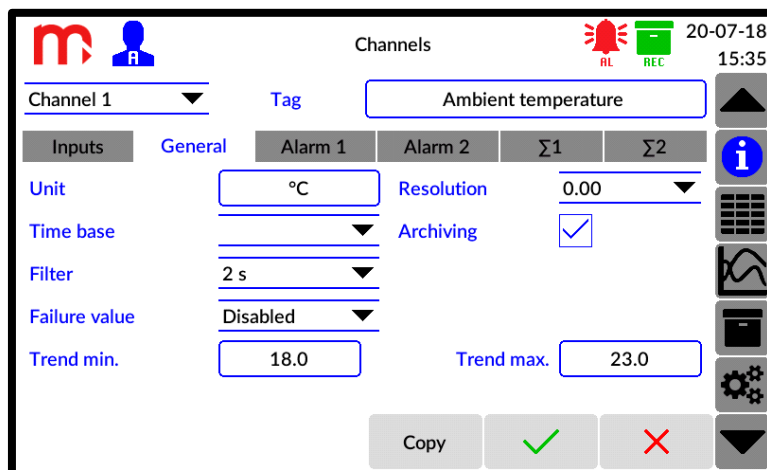 m A Channels AL REC 20-07-18
15:35
Channel 1 Tag Ambient temperature
Inputs General Alarm 1 Alarm 2 ∑1 ∑2
Unit °C Resolution 0.00
Time base Archiving
Filter 2 s
Failure value Disabled
Trend min. 18.0 Trend max. 23.0
Copy